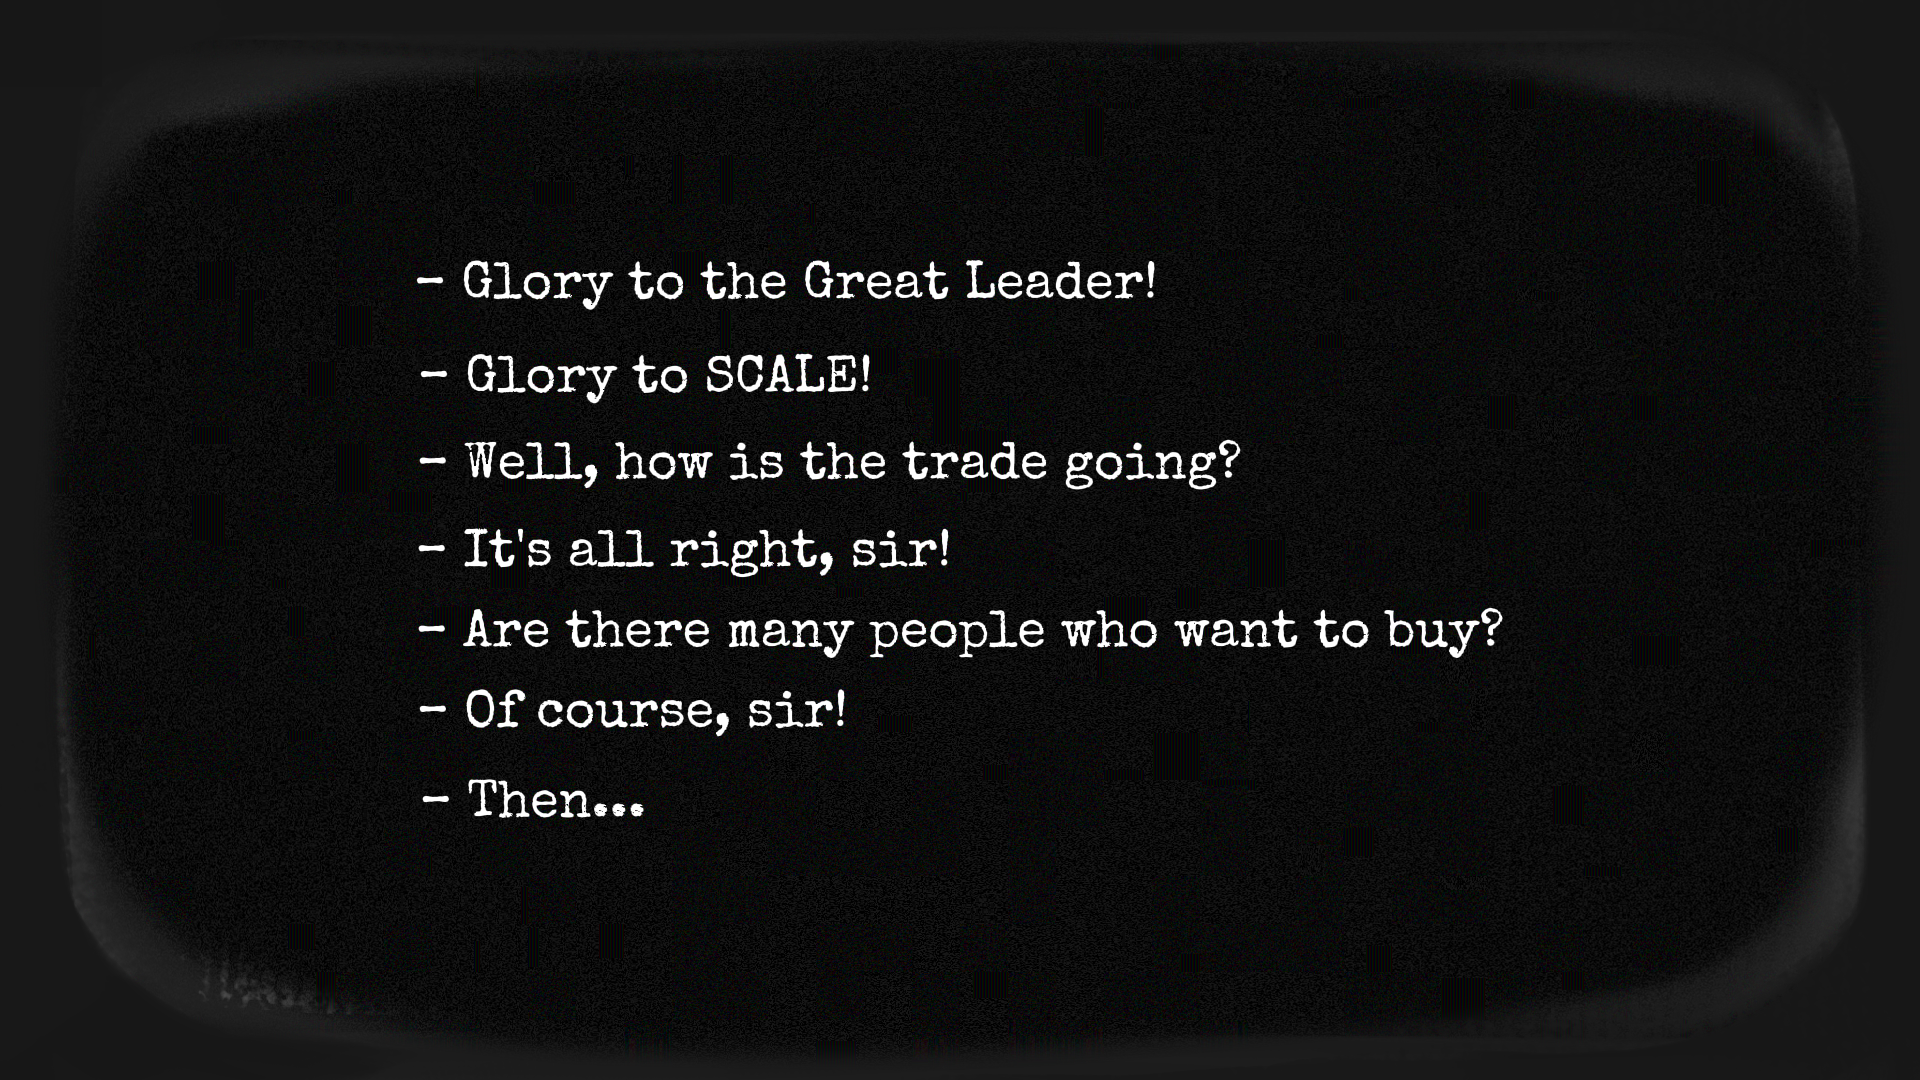 – Glory to the Great Leader!
– Glory to SCALE!
– Well, how is the trade going?
– It's all right, sir!
– Are there many people who want to buy?
– Of course, sir!
– Then...